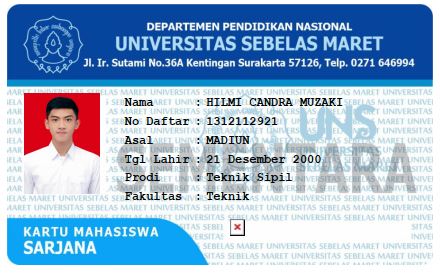 DEPARTEMEN PENDIDIKAN NASIONAL
UNIVERSITAS SEBELAS MARET
Jl. Ir. Sutami No.36A Kentingan Surakarta 57126, Telp. 0271 646994
Nama : HILMI CANDRA MUZAKI
No Daftar : 1312112921
Asal : MADIUN
Tgl Lahir : 21 Desember 2000
Prodi : Teknik Sipil
Fakultas : Teknik
UNS
SEMENTARA
KARTU MAHASISWA
SARJANA